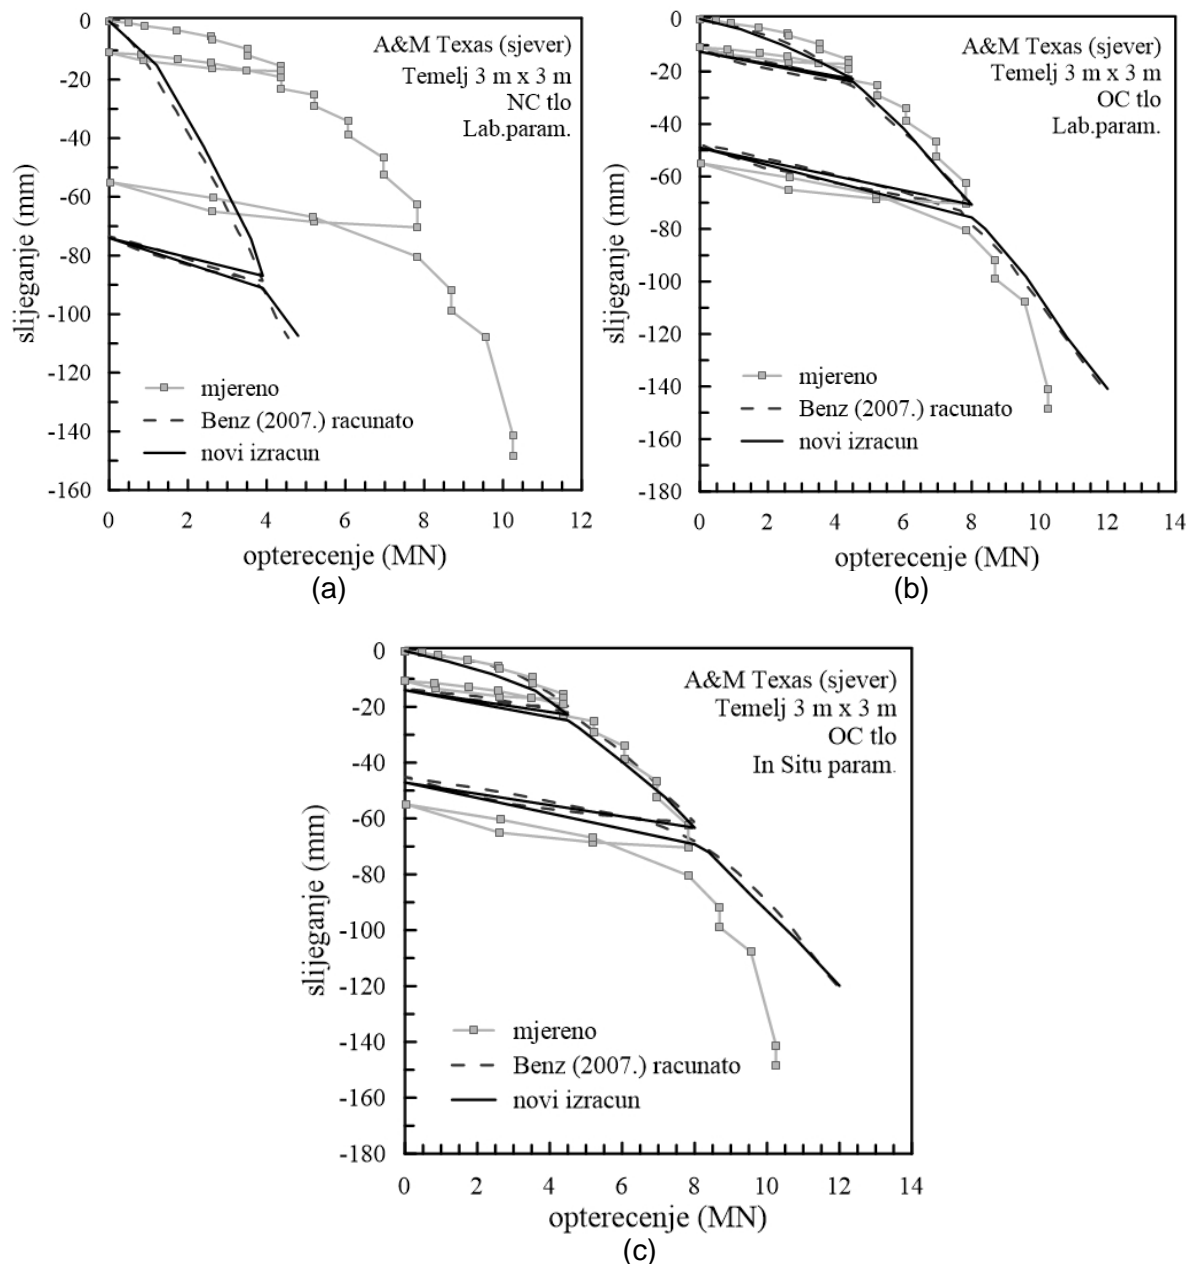 0
-20
-40
-60
-80
-100
-120
-140
-160
slijeganje (mm)
A&M Texas (sjever)
Temelj 3 m x 3 m
NC tlo
Lab.param.
mjereno
Benz (2007.) racunato
novi izracun
0 2 4 6 8 10 12
opterecenje (MN)
(a)
0
-20
-40
-60
-80
-100
-120
-140
-160
-180
slijeganje (mm)
A&M Texas (sjever)
Temelj 3 m x 3 m
OC tlo
Lab.param.
mjereno
Benz (2007.) racunato
novi izracun
0 2 4 6 8 10 12 14
opterecenje (MN)
(b)
0
-20
-40
-60
-80
-100
-120
-140
-160
-180
slijeganje (mm)
A&M Texas (sjever)
Temelj 3 m x 3 m
OC tlo
In Situ param.
mjereno
Benz (2007.) racunato
novi izracun
0 2 4 6 8 10 12 14
opterecenje (MN)
(c)